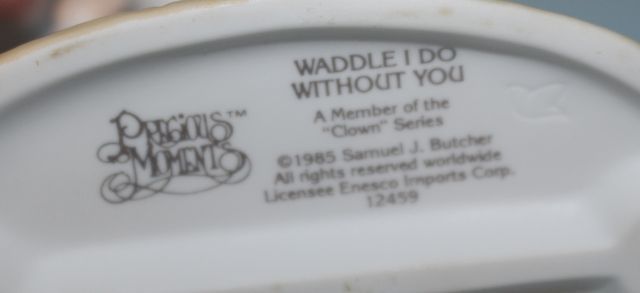 WADDLE I DO
WITHOUT YOU
A Member of the
"Clown" Series
PRECIOUS MOMENTS™
©1985 Samuel J. Butcher
All rights reserved worldwide
Licensee Enesco Imports Corp.
12459